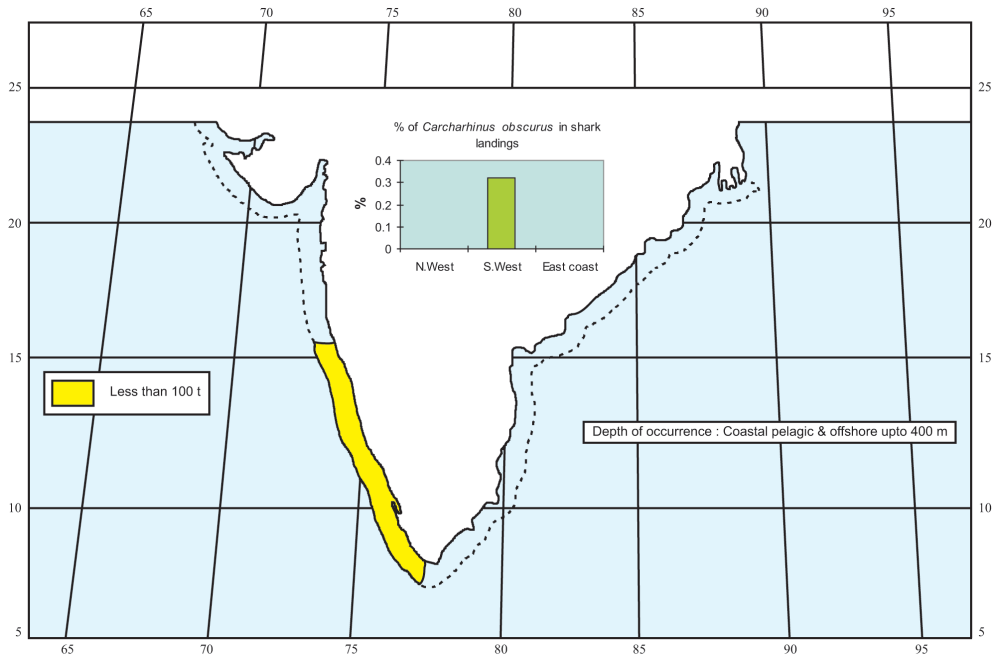 65 70 75 80 85 90 95
25 25
% of Carcharhinus obscurus in shark
landings
0.4
0.3
0.2
0.1
0
%
N.West S.West East coast
20 20
15 15
Less than 100 t
Depth of occurrence : Coastal pelagic & offshore upto 400 m
10 10
5 5
65 70 75 80 85 90 95